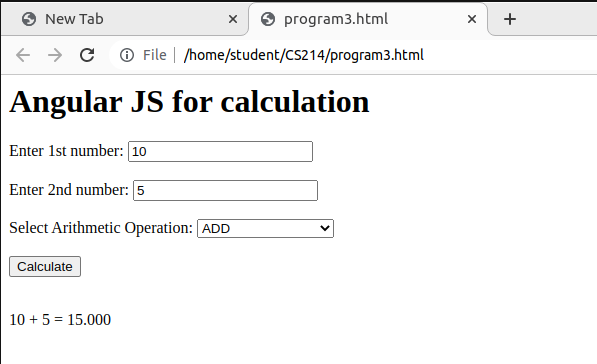 New Tab
program3.html
File | /home/student/CS214/program3.html
Angular JS for calculation
Enter 1st number: 10
Enter 2nd number: 5
Select Arithmetic Operation: ADD
Calculate
10 + 5 = 15.000